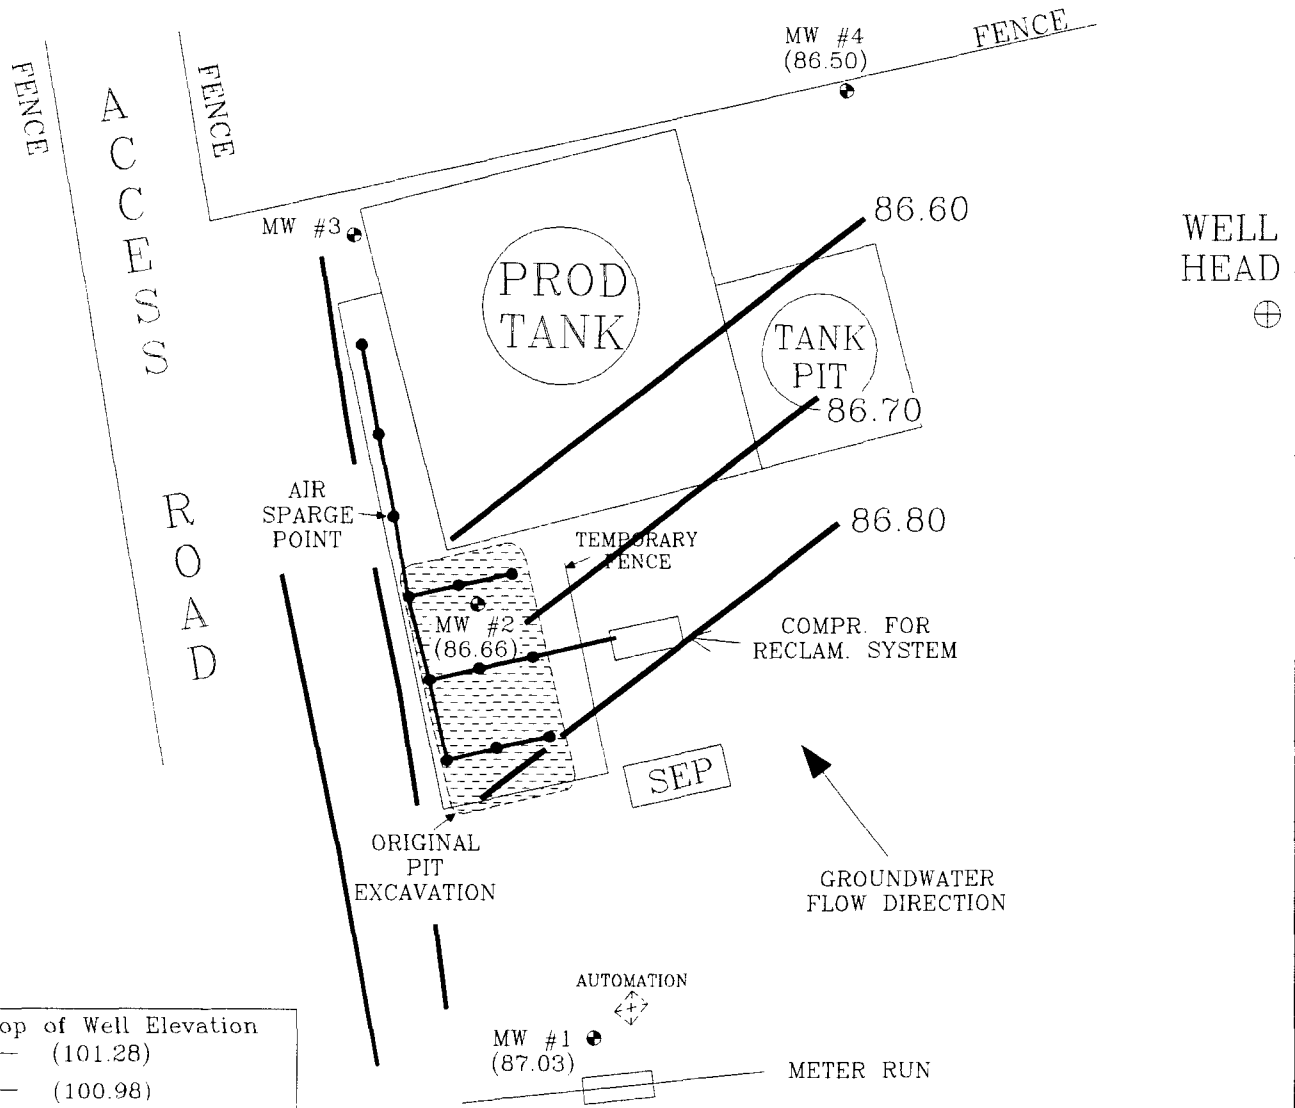 MW #4
(86.50)
FENCE
FENCE
FENCE
ACCESS
ROAD
MW #3
86.60
WELL
HEAD
PROD
TANK
TANK
PIT
86.70
86.80
AIR
SPARGE
POINT
TEMPORARY
FENCE
MW #2
(86.66)
COMPR. FOR
RECLAM. SYSTEM
SEP
ORIGINAL
PIT
EXCAVATION
GROUNDWATER
FLOW DIRECTION
AUTOMATION
MW #1
(87.03)
METER RUN
op of Well Elevation
— (101.28)
— (100.98)